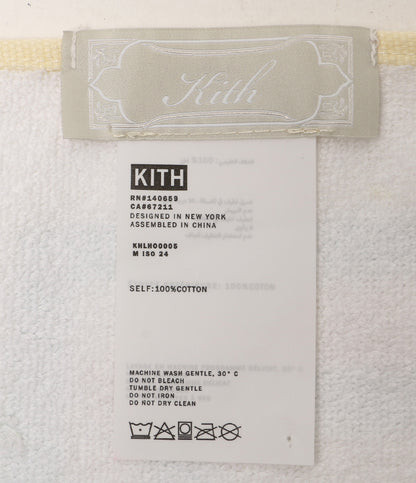 Kith
KITH
RN#140659
CA#67211
DESIGNED IN NEW YORK
ASSEMBLED IN CHINA
KHLH00005
M ISO 24
SELF:100%COTTON
MACHINE WASH GENTLE, 30° C
DO NOT BLEACH
TUMBLE DRY GENTLE
DO NOT IRON
DO NOT DRY CLEAN